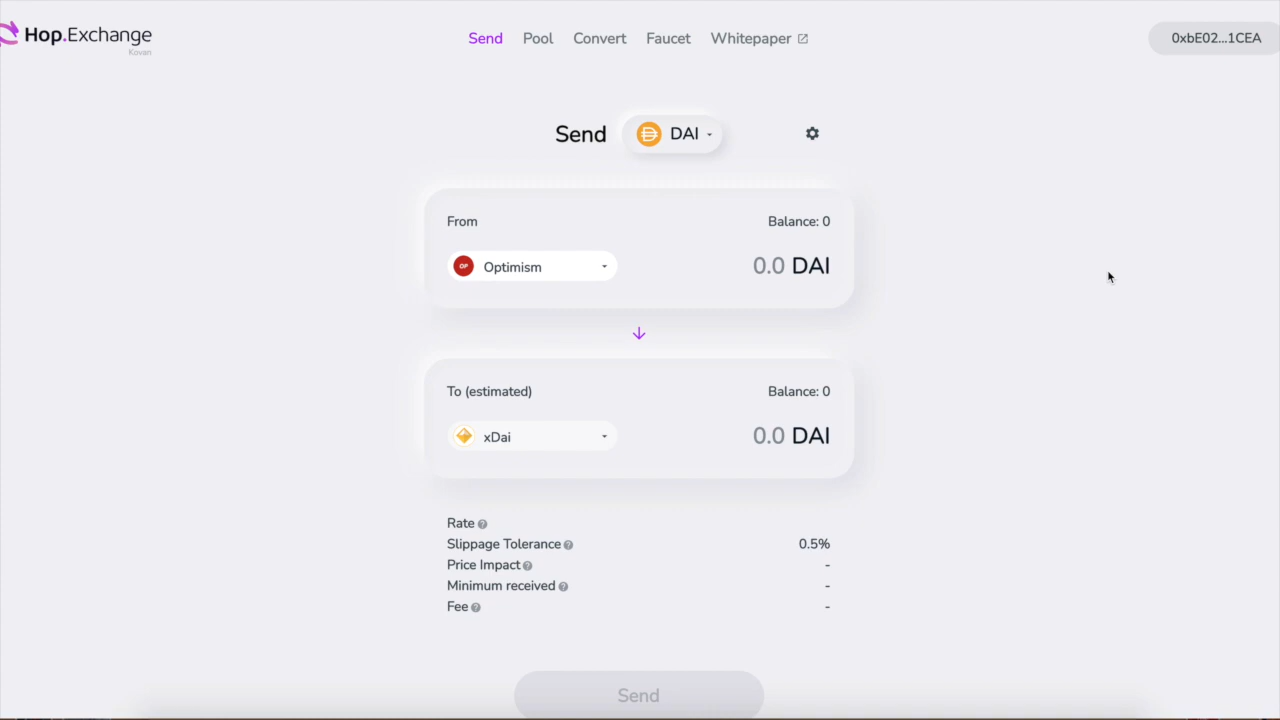 Hop.Exchange
Kovan
Send Pool Convert Faucet Whitepaper
0xbE02...1CEA
Send DAI
From Balance: 0
OP Optimism 0.0 DAI
To (estimated) Balance: 0
xDai 0.0 DAI
Rate ?
Slippage Tolerance ? 0.5%
Price Impact ? -
Minimum received ? -
Fee ? -
Send